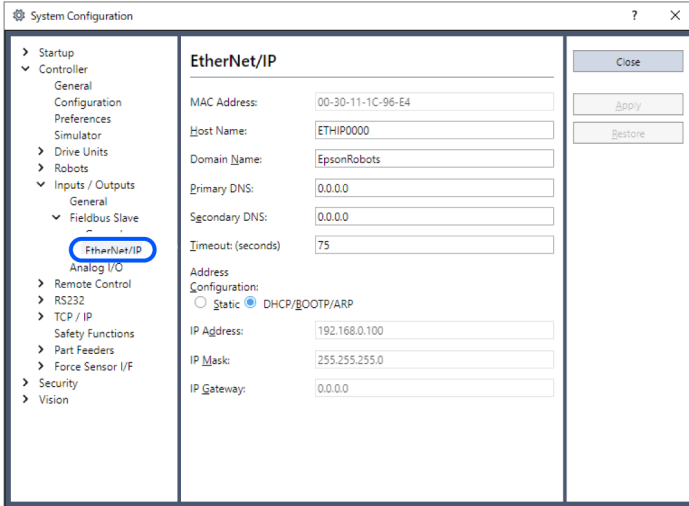 System Configuration
?
Startup
Controller
General
Configuration
Preferences
Simulator
Drive Units
Robots
Inputs / Outputs
General
Fieldbus Slave
EtherNet/IP
Analog I/O
Remote Control
RS232
TCP / IP
Safety Functions
Part Feeders
Force Sensor I/F
Security
Vision
EtherNet/IP
MAC Address: 00-30-11-1C-96-E4
Host Name: ETHIP0000
Domain Name: EpsonRobots
Primary DNS: 0.0.0.0
Secondary DNS: 0.0.0.0
Timeout: (seconds) 75
Address
Configuration:
Static DHCP/BOOTP/ARP
IP Address: 192.168.0.100
IP Mask: 255.255.255.0
IP Gateway: 0.0.0.0
Close
Apply
Restore